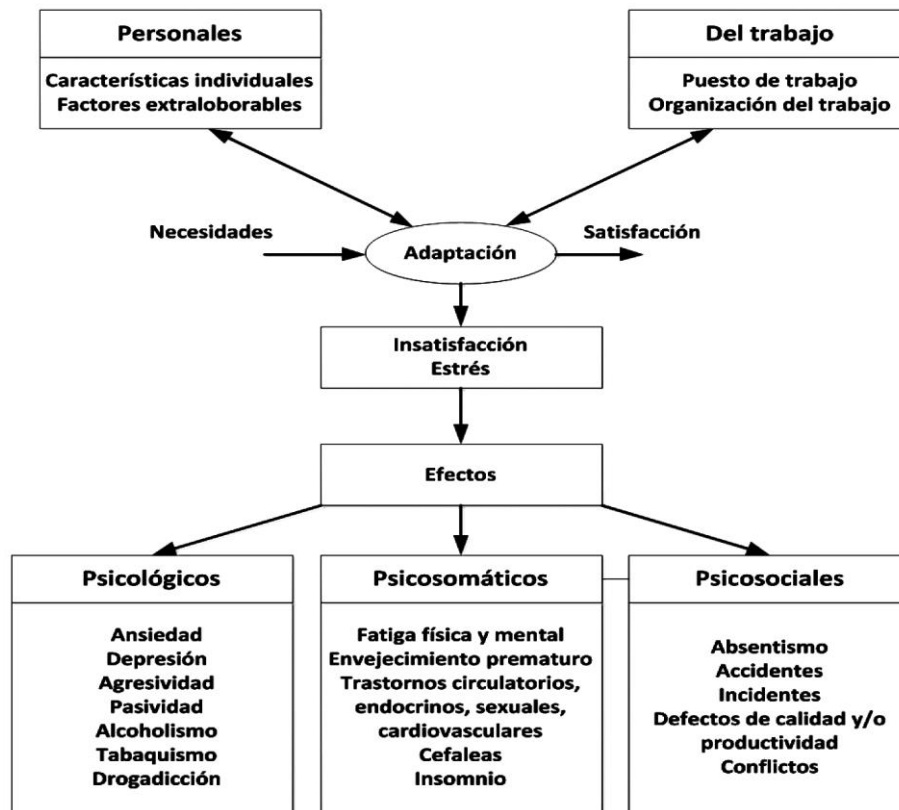 Personales
Características individuales
Factores extraloborables
Del trabajo
Puesto de trabajo
Organización del trabajo
Necesidades
Adaptación
Satisfacción
Insatisfacción
Estrés
Efectos
Psicológicos
Ansiedad
Depresión
Agresividad
Pasividad
Alcoholismo
Tabaquismo
Drogadicción
Psicosomáticos
Fatiga física y mental
Envejecimiento prematuro
Trastornos circulatorios,
endocrinos, sexuales,
cardiovasculares
Cefaleas
Insomnio
Psicosociales
Absentismo
Accidentes
Incidentes
Defectos de calidad y/o
productividad
Conflictos